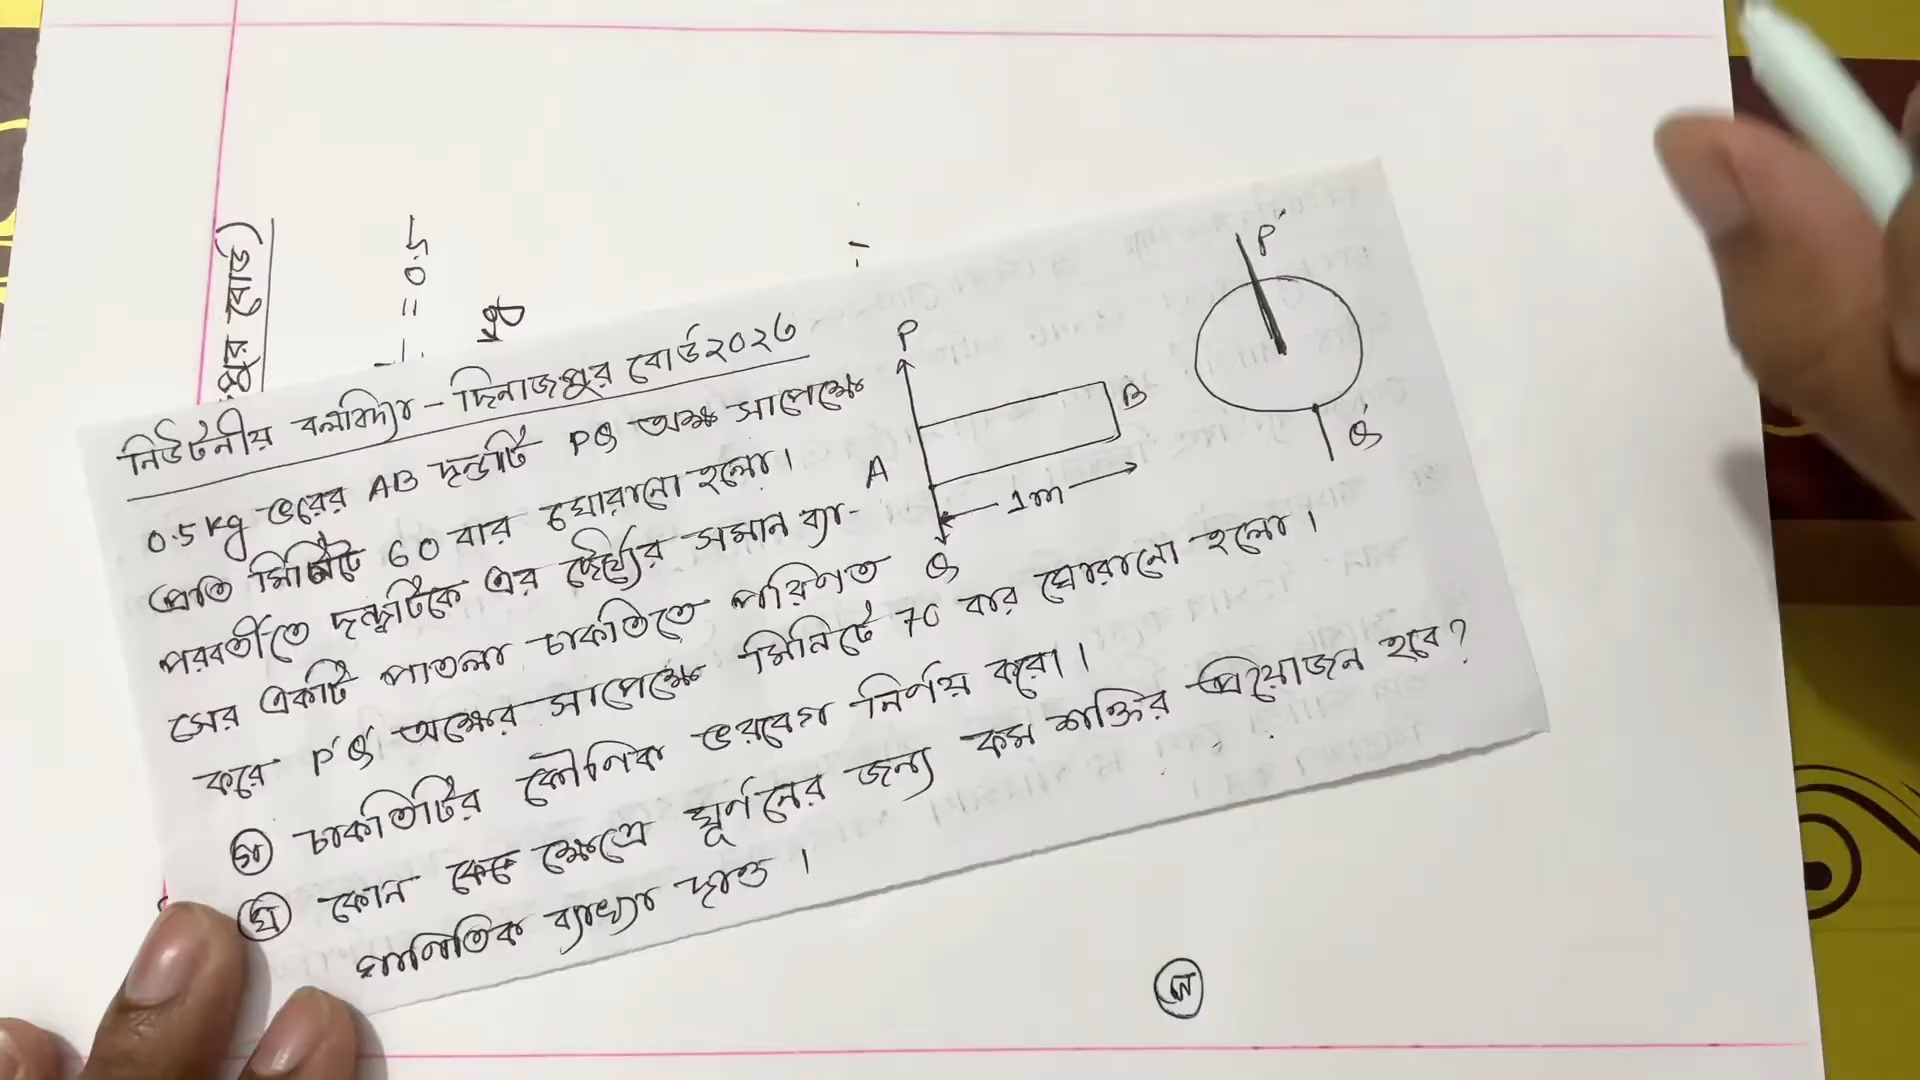 নিউটনীয় বলবিদ্যা - দিনাজপুর বোর্ড ২০২৩
0.5 kg ভরের AB দন্ডটি PQ অক্ষ সাপেক্ষে
প্রতি মিনিটে 60 বার ঘোরানো হলো।
পরবর্তীতে দন্ডটিকে এর দৈর্ঘ্যের সমান ব্যা-
সের একটি পাতলা চাকতিতে পরিণত
করে P'Q' অক্ষের সাপেক্ষে মিনিটে 70 বার ঘোরানো হলো।
গ চাকতিটির কৌণিক ভরবেগ নির্ণয় করো।
ঘ কোন ক্ষেত্রে ঘূর্ণনের জন্য কম শক্তির প্রয়োজন হবে?
গাণিতিক ব্যাখ্যা দাও।
P
B
A
1m
Q
P'
Q'